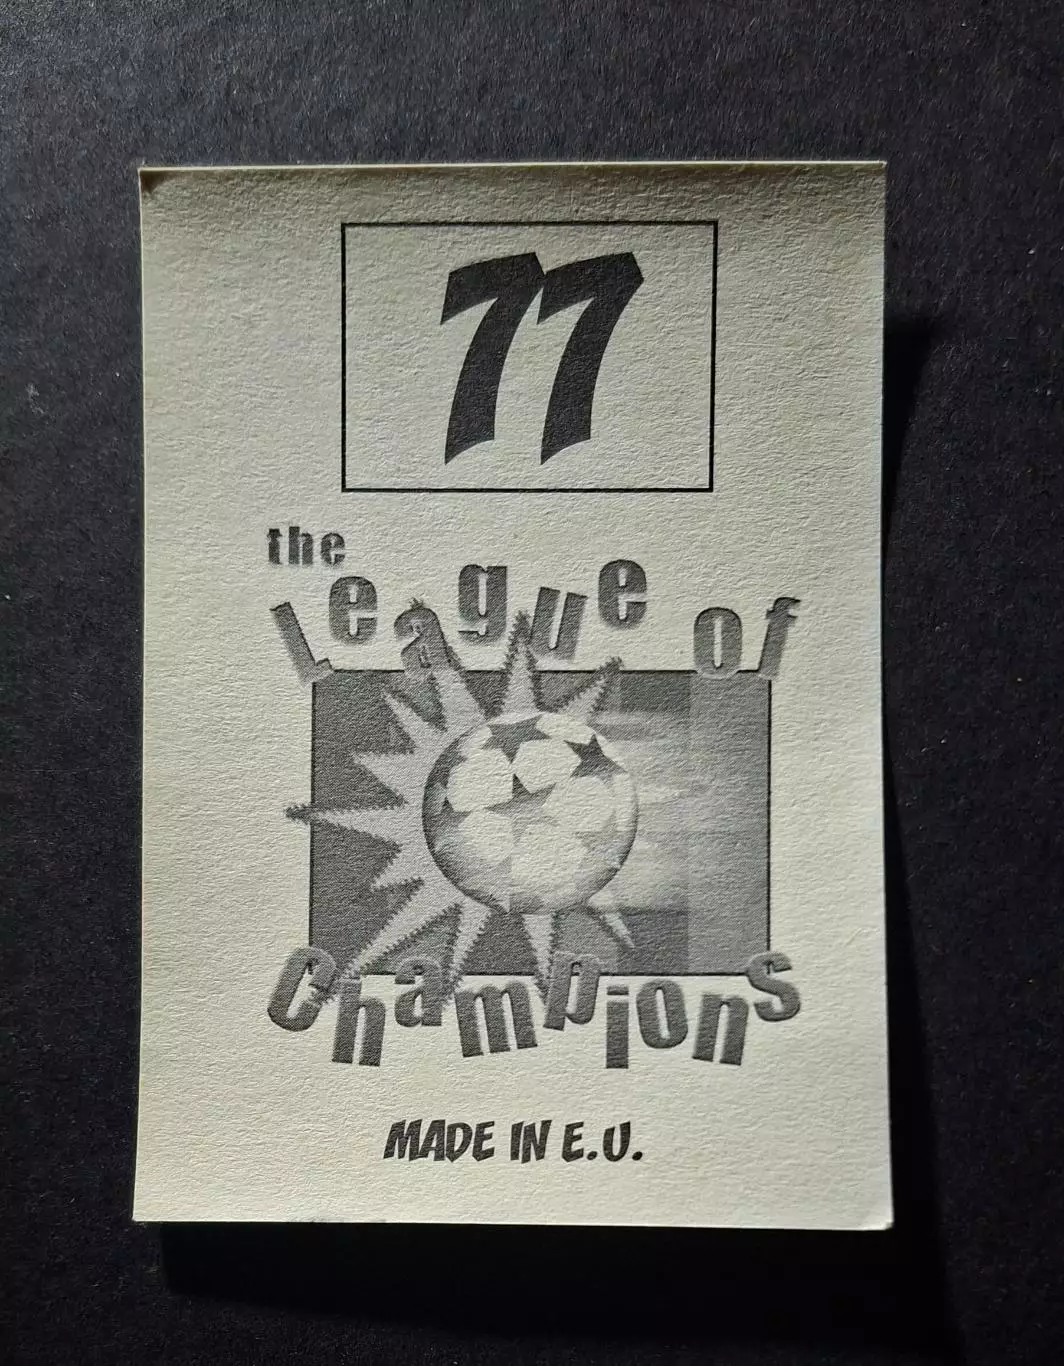 77
the
League of
Champions
MADE IN E.U.